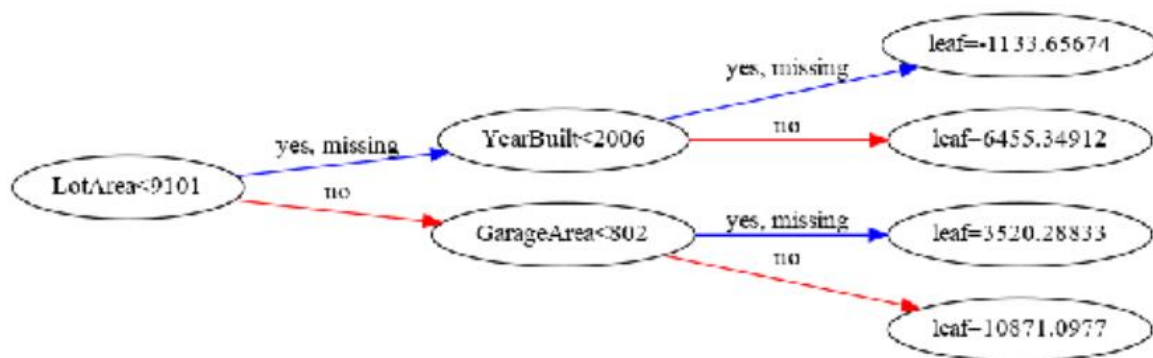 leaf=-1133.65674
yes, missing
YearBuilt<2006
no
leaf=6455.34912
yes, missing
LotArea<9101
no
GarageArea<802
yes, missing
leaf=3520.28833
no
leaf=10871.0977